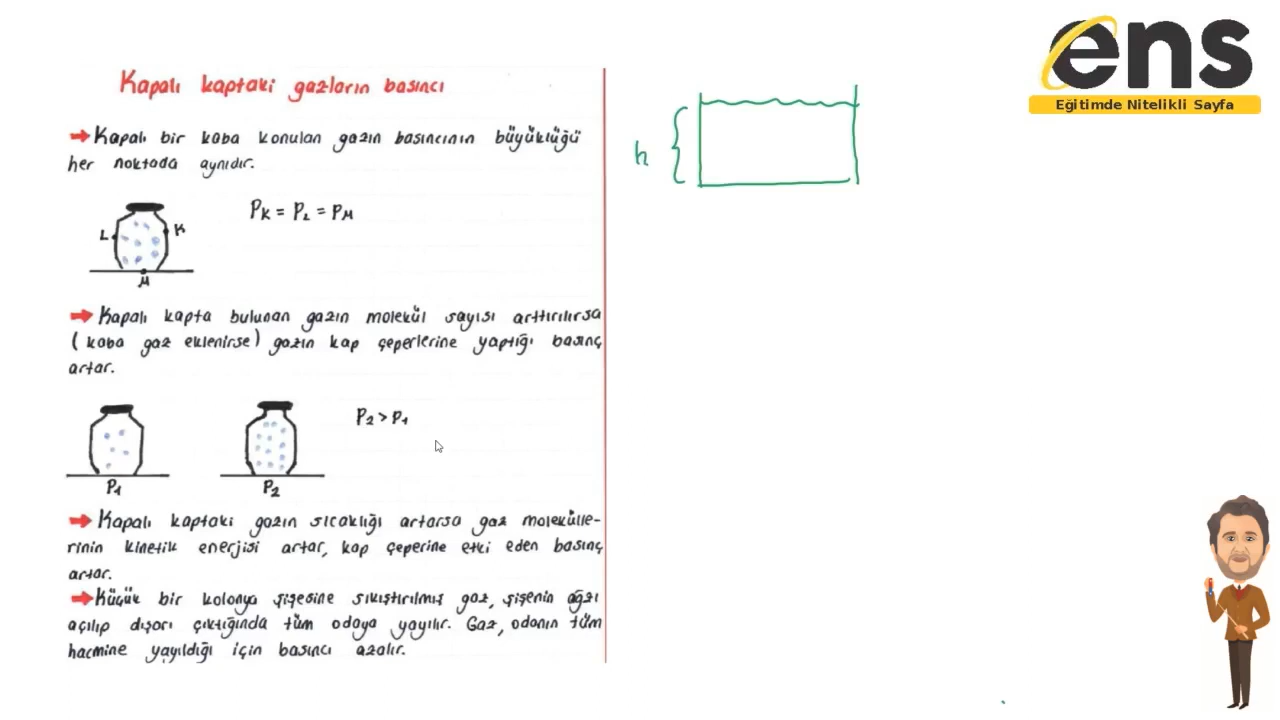 Kapalı kaptaki gazların basıncı
➡Kapalı bir kaba konulan gazın basıncının büyüklüğü
her noktada aynıdır.
PK = PL = PM
L
K
M
➡Kapalı kapta bulunan gazın molekül sayısı arttırılırsa
(kaba gaz eklenirse) gazın kap çeperlerine yaptığı basınç
artar.
P2 > P1
P1
P2
➡Kapalı kaptaki gazın sıcaklığı artarsa gaz molekülle-
rinin kinetik enerjisi artar, kap çeperine etki eden basınç
artar.
➡Küçük bir kolonya şişesine sıkıştırılmış gaz, şişenin ağzı
açılıp dışarı çıktığında tüm odaya yayılır. Gaz, odanın tüm
hacmine yayıldığı için basıncı azalır.
h
ens
Eğitimde Nitelikli Sayfa